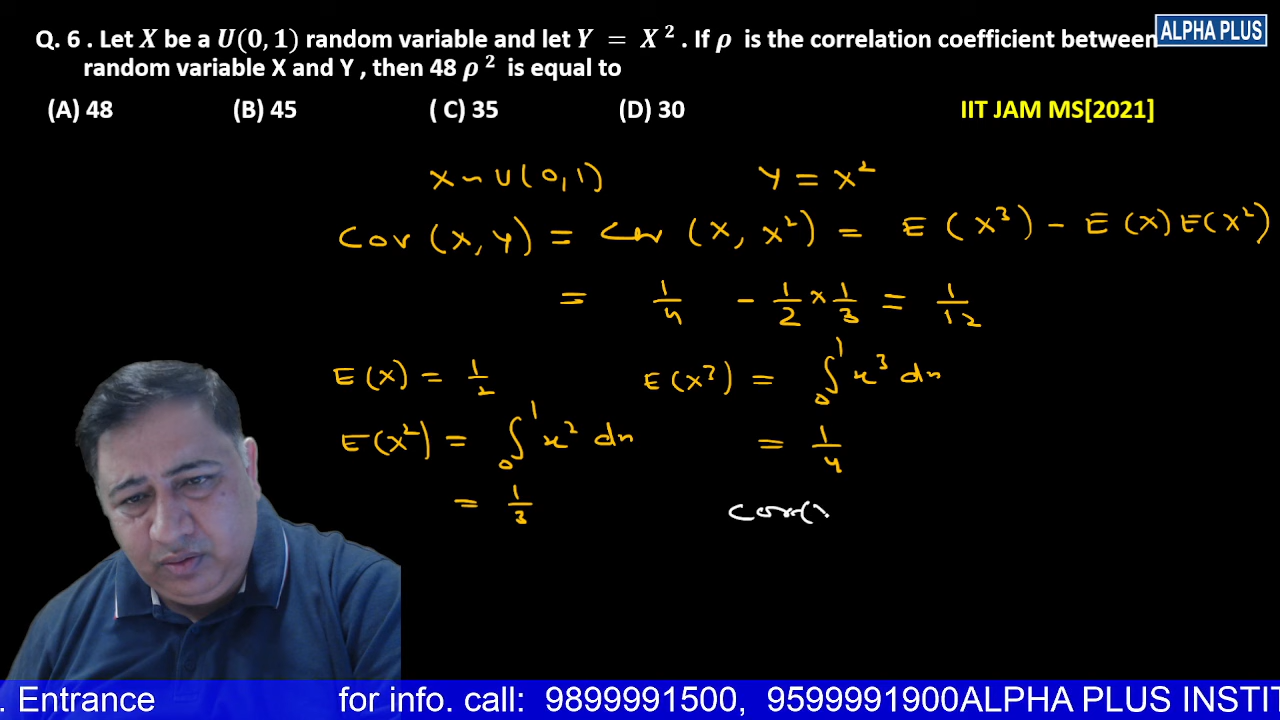 Q. 6 . Let X be a U(0, 1) random variable and let Y = X². If ρ is the correlation coefficient between
ALPHA PLUS
random variable X and Y , then 48 ρ² is equal to
(A) 48 (B) 45 ( C) 35 (D) 30 IIT JAM MS[2021]
X ~ U(0,1) Y = X²
Cov (X, Y) = Cov (X, X²) = E (X³) - E (X) E(X²)
= 1/4 - 1/2 × 1/3 = 1/12
E (X) = 1/2 E (X³) = ∫₀¹ x³ dx
E (X²) = ∫₀¹ x² dx = 1/4
= 1/3
Corr(
. Entrance for info. call: 9899991500, 9599991900ALPHA PLUS INSTIT